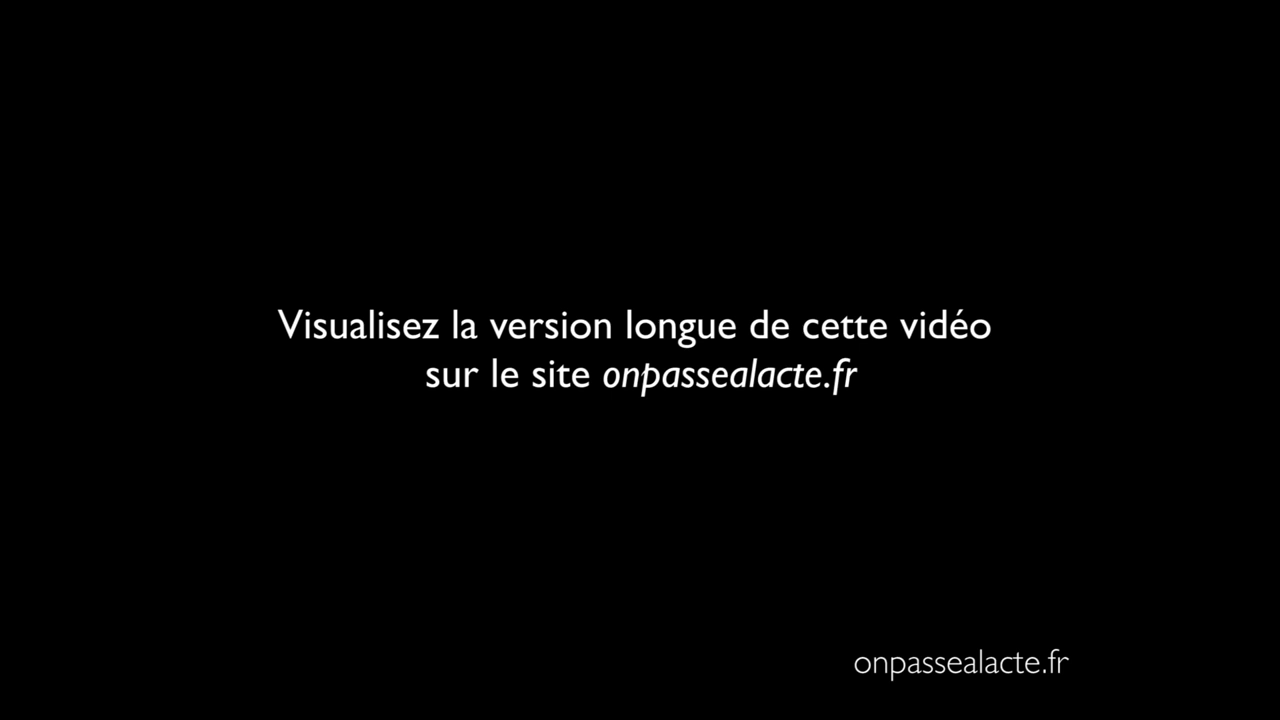 Visualisez la version longue de cette vidéo
sur le site onpassealacte.fr
onpassealacte.fr